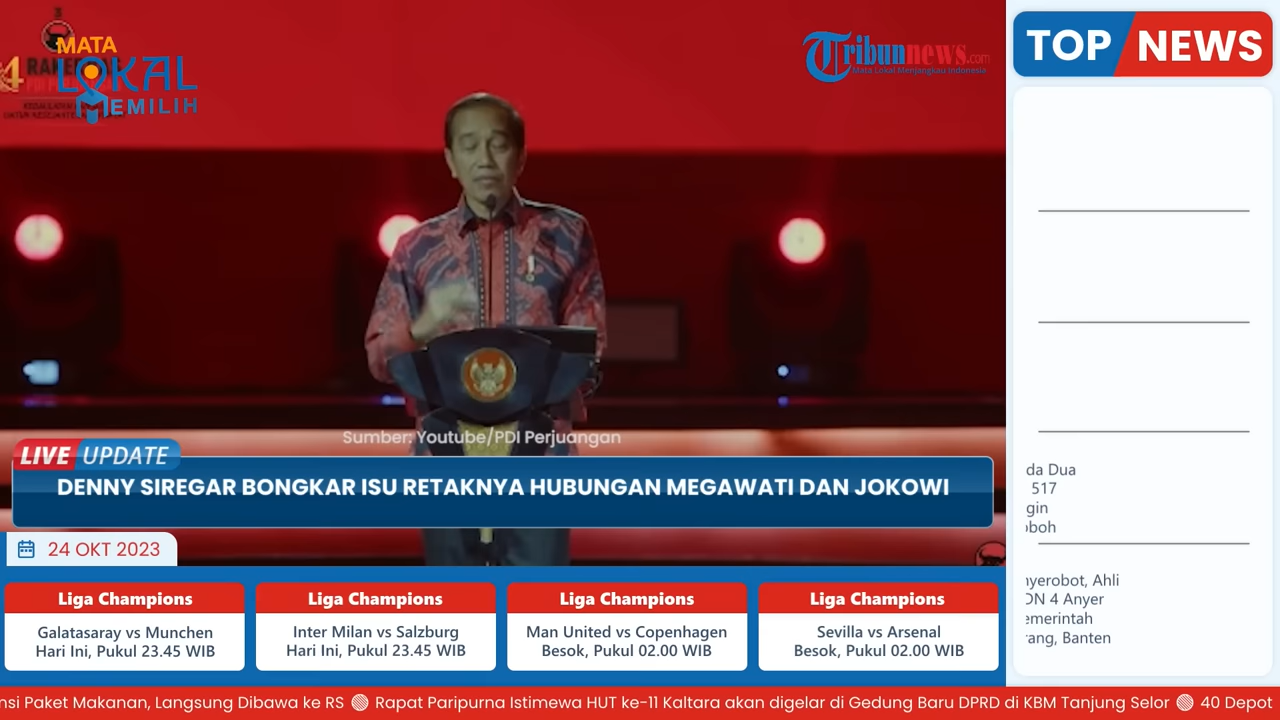 3
MATA
LOKAL
MEMILIH
4
Tribunnews.com
Mata Lokal Menjangkau Indonesia
TOP NEWS
Sumber: Youtube/PDI Perjuangan
LIVE UPDATE
DENNY SIREGAR BONGKAR ISU RETAKNYA HUBUNGAN MEGAWATI DAN JOKOWI
24 OKT 2023
da Dua
517
gin
oboh
nyerobot, Ahli
DN 4 Anyer
emerintah
rang, Banten
Liga Champions
Galatasaray vs Munchen
Hari Ini, Pukul 23.45 WIB
Liga Champions
Inter Milan vs Salzburg
Hari Ini, Pukul 23.45 WIB
Liga Champions
Man United vs Copenhagen
Besok, Pukul 02.00 WIB
Liga Champions
Sevilla vs Arsenal
Besok, Pukul 02.00 WIB
nsi Paket Makanan, Langsung Dibawa ke RS Rapat Paripurna Istimewa HUT ke-11 Kaltara akan digelar di Gedung Baru DPRD di KBM Tanjung Selor 40 Depot